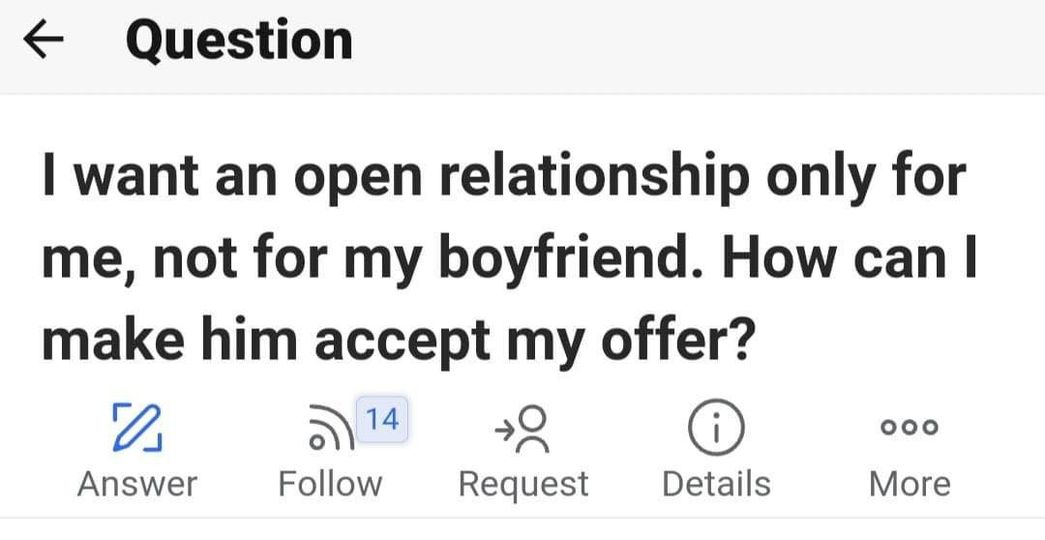 Question
I want an open relationship only for
me, not for my boyfriend. How can I
make him accept my offer?
14
Answer Follow Request Details More